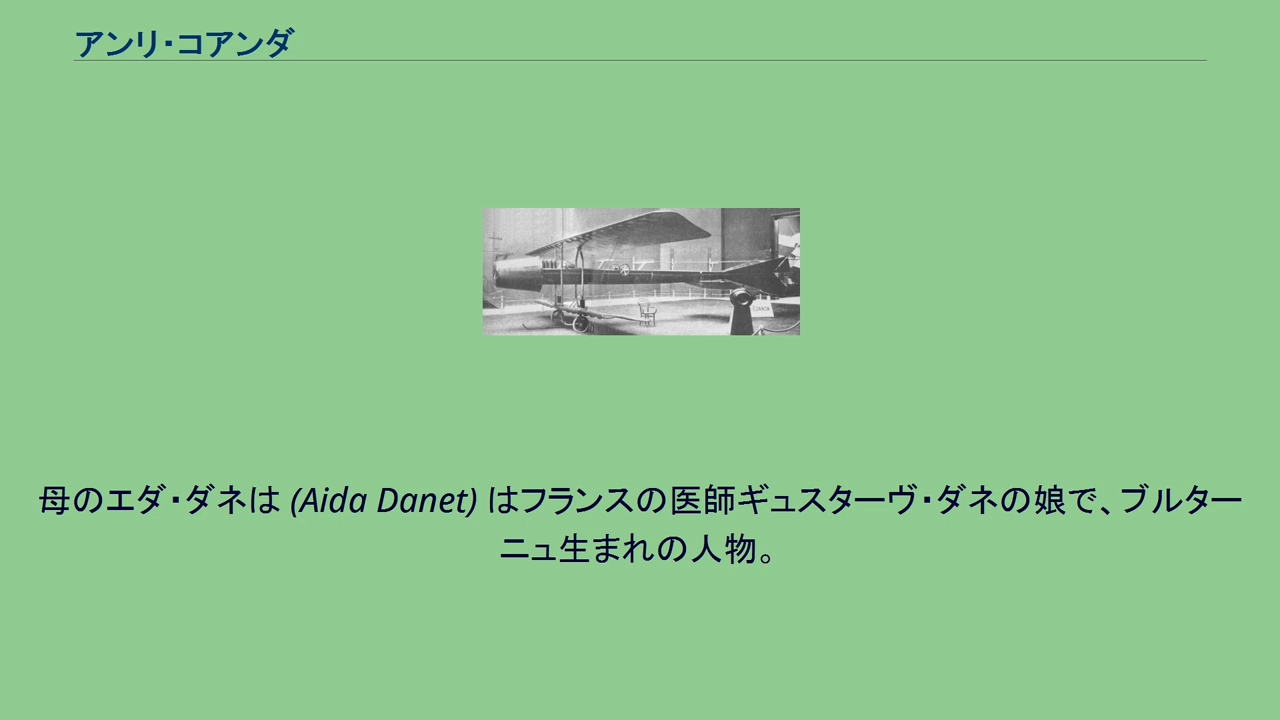 アンリ・コアンダ
母のエダ・ダネは (Aida Danet) はフランスの医師ギュスターヴ・ダネの娘で、ブルター
ニュ生まれの人物。